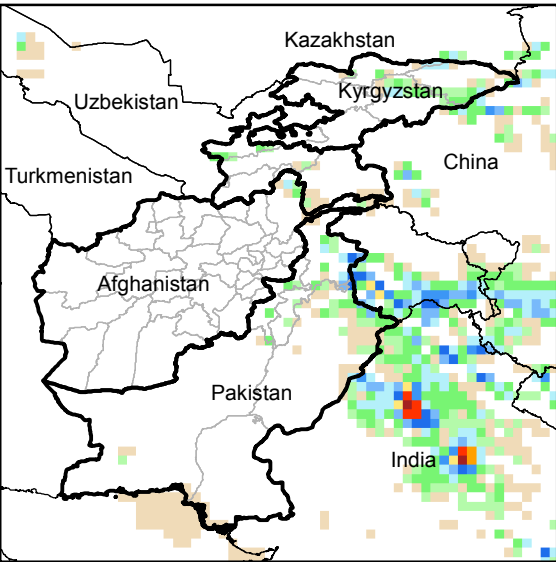 Kazakhstan
Kyrgyzstan
Uzbekistan
China
Turkmenistan
Afghanistan
Pakistan
India